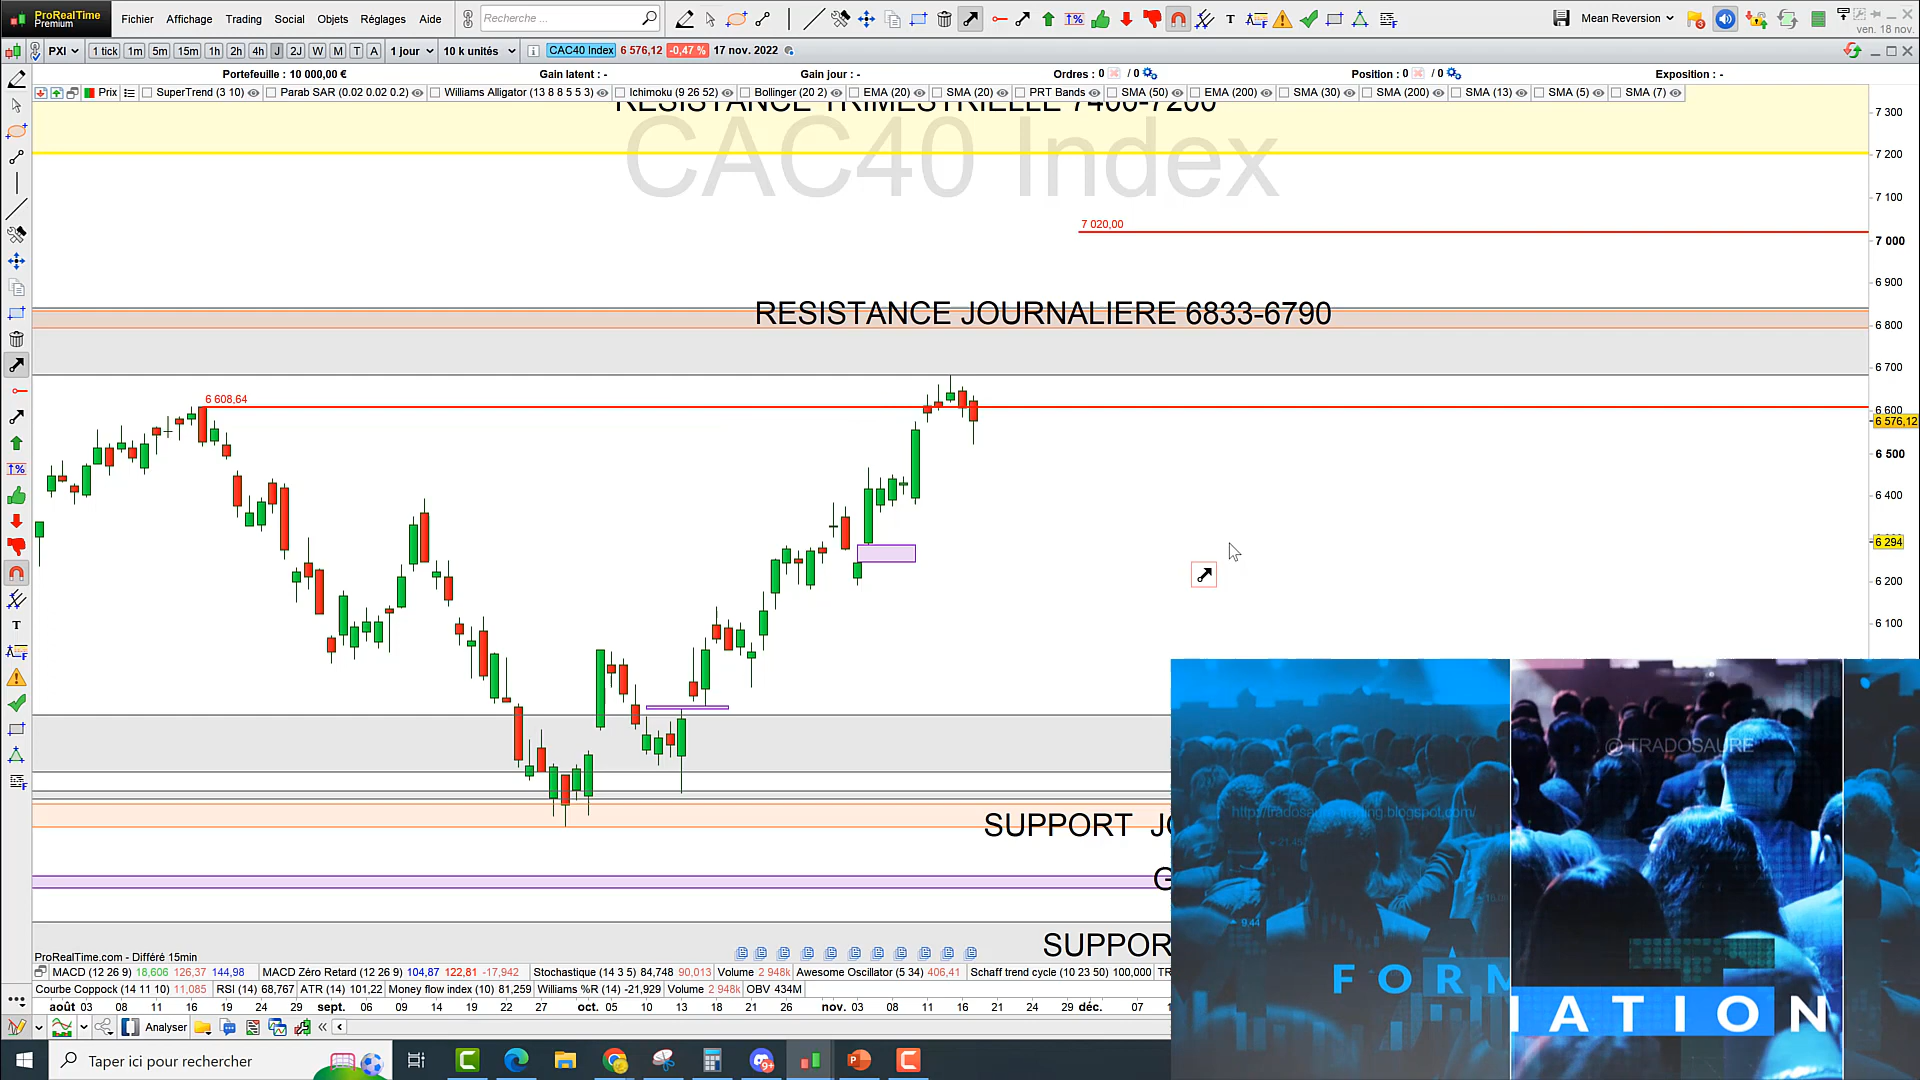 ProRealTime
Premium
Fichier Affichage Trading Social Objets Réglages Aide
Recherche ...
Mean Reversion
ven. 18 nov.
PXI 1 tick 1m 5m 15m 1h 2h 4h J 2J W M T A 1 jour 10 k unités CAC40 Index 6 576,12 -0,47 % 17 nov. 2022
Portefeuille : 10 000,00 € Gain latent : - Gain jour : - Ordres : 0 / 0 Position : 0 / 0 Exposition : -
Prix SuperTrend (3 10) Parab SAR (0.02 0.02 0.2) Williams Alligator (13 8 8 5 5 3) Ichimoku (9 26 52) Bollinger (20 2) EMA (20) SMA (20) PRT Bands SMA (50) EMA (200) SMA (30) SMA (200) SMA (13) SMA (5) SMA (7)
RESISTANCE TRIMESTRIELLE 7400-7200
CAC40 Index
7 300
7 200
7 100
7 020,00
7 000
6 900
RESISTANCE JOURNALIERE 6833-6790
6 800
6 700
6 608,64
6 600
6 576,12
6 500
6 400
6 294
6 200
6 100
@ TRADOSAURE
SUPPORT JO
G
9.44
SUPPOR
FORM
ATION
ProRealTime.com - Différé 15min
MACD (12 26 9) 18,606 126,37 144,98 MACD Zéro Retard (12 26 9) 104,87 122,81 -17,942 Stochastique (14 3 5) 84,748 90,013 Volume 2 948k Awesome Oscillator (5 34) 406,41 Schaff trend cycle (10 23 50) 100,000 TR
Courbe Coppock (14 11 10) 11,085 RSI (14) 68,767 ATR (14) 101,22 Money flow index (10) 81,259 Williams %R (14) -21,929 Volume 2 948k OBV 434M
août 03 08 11 16 19 24 29 sept. 06 09 14 19 22 27 oct. 05 10 13 18 21 26 nov. 03 08 11 16 21 24 29 déc. 07
Analyser
Taper ici pour rechercher